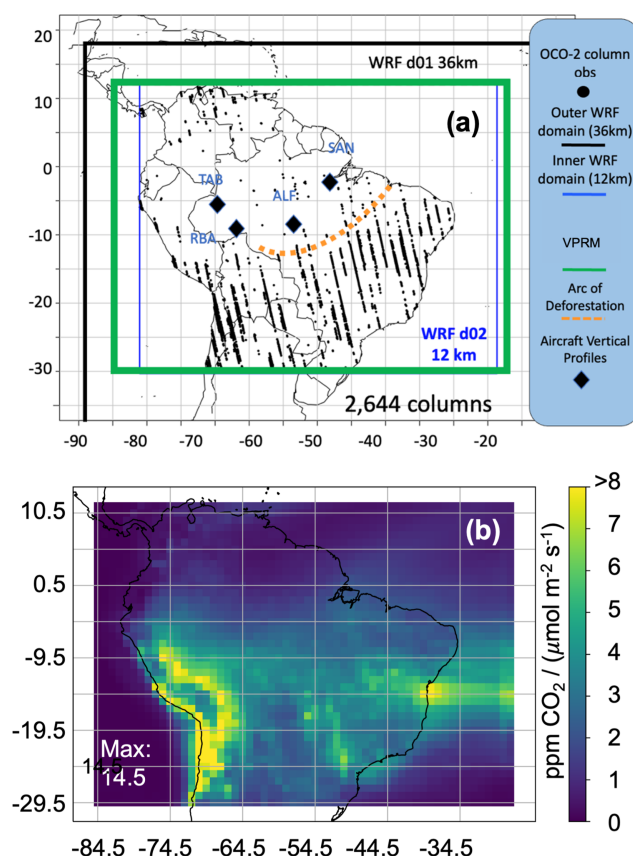 20
10
0
-10
-20
-30
WRF d01 36km
(a)
SAN
TAB
ALF
RBA
WRF d02
12 km
2,644 columns
-90 -80 -70 -60 -50 -40 -30 -20
OCO-2 column
obs
Outer WRF
domain (36km)
Inner WRF
domain (12km)
VPRM
Arc of
Deforestation
Aircraft Vertical
Profiles
10.5
0.5
-9.5
-19.5
-29.5
(b)
Max:
14.5
14.5
-84.5 -74.5 -64.5 -54.5 -44.5 -34.5
>8
7
6
5
4
3
2
1
0
ppm CO₂ / (μmol m⁻² s⁻¹)